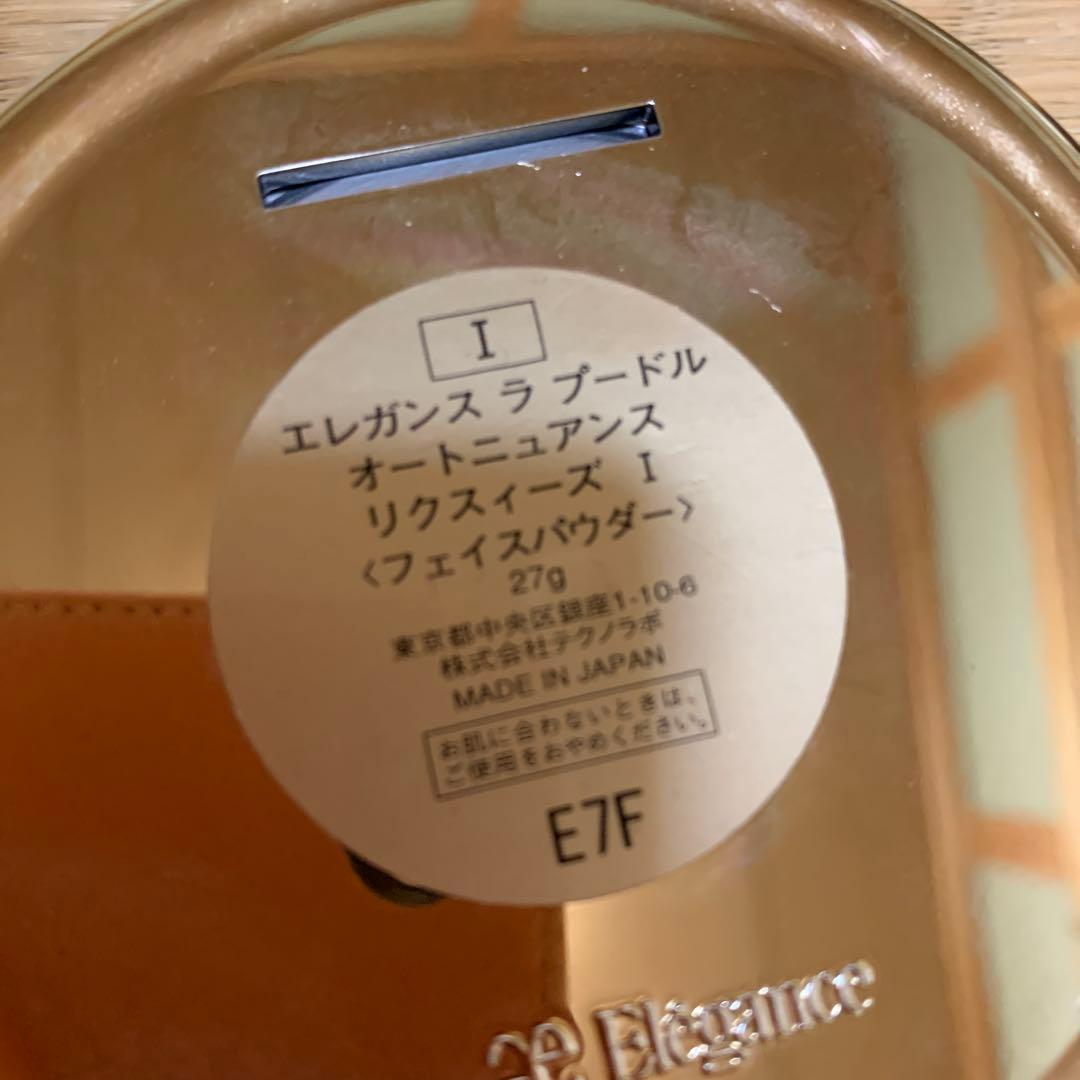 I
エレガンス ラ プードル
オートニュアンス
リクスィーズ I
〈フェイスパウダー〉
27g
東京都中央区銀座1-10-6
株式会社テクノラボ
MADE IN JAPAN
お肌に合わないときは、
ご使用をおやめください。
E7F
Elégance